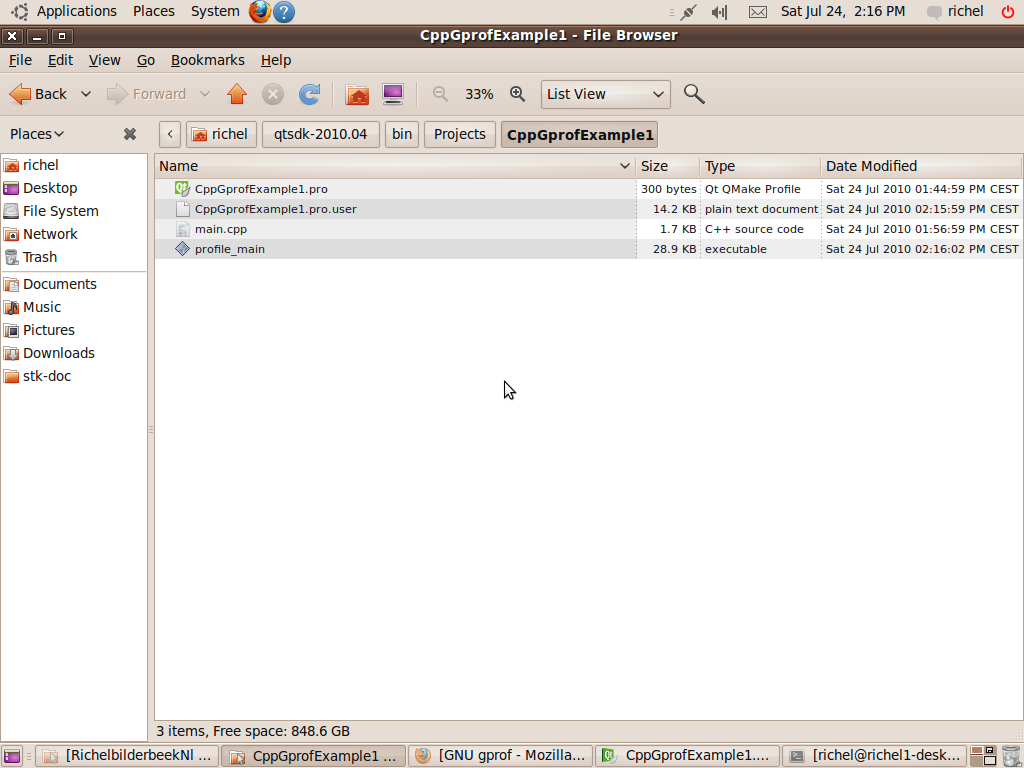 Applications Places System ? Sat Jul 24, 2:16 PM richel
CppGprofExample1 - File Browser
File Edit View Go Bookmarks Help
Back Forward 33% List View
Places richel qtsdk-2010.04 bin Projects CppGprofExample1
richel
Desktop
File System
Network
Trash
Documents
Music
Pictures
Downloads
stk-doc
Name Size Type Date Modified
CppGprofExample1.pro 300 bytes Qt QMake Profile Sat 24 Jul 2010 01:44:59 PM CEST
CppGprofExample1.pro.user 14.2 KB plain text document Sat 24 Jul 2010 02:15:59 PM CEST
main.cpp 1.7 KB C++ source code Sat 24 Jul 2010 01:56:59 PM CEST
profile_main 28.9 KB executable Sat 24 Jul 2010 02:16:02 PM CEST
3 items, Free space: 848.6 GB
[RichelbilderbeekNl ... CppGprofExample1 ... [GNU gprof - Mozilla... CppGprofExample1.... [richel@richel1-desk...